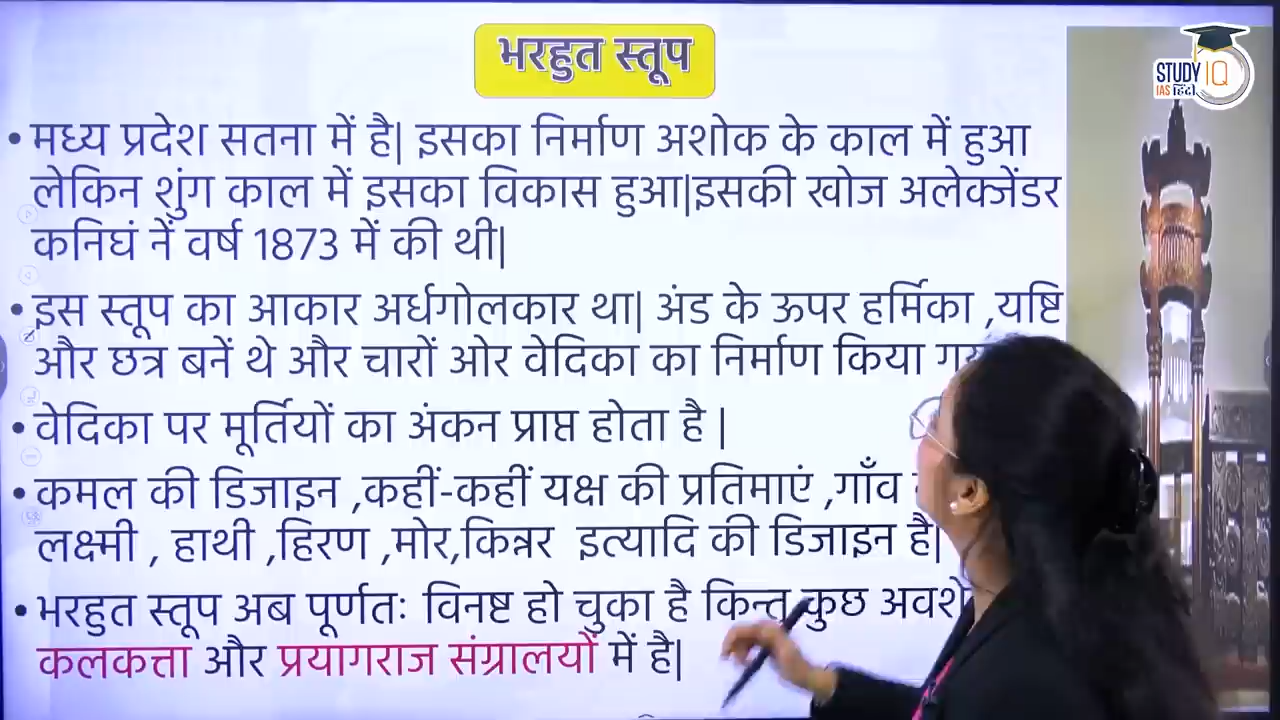 भरहुत स्तूप
STUDY IQ
IAS हिंदी
• मध्य प्रदेश सतना में है| इसका निर्माण अशोक के काल में हुआ
लेकिन शुंग काल में इसका विकास हुआ|इसकी खोज अलेक्जेंडर
कनिघं नें वर्ष 1873 में की थी|
• इस स्तूप का आकार अर्धगोलकार था| अंड के ऊपर हर्मिका ,यष्टि
और छत्र बनें थे और चारों ओर वेदिका का निर्माण किया
• वेदिका पर मूर्तियों का अंकन प्राप्त होता है |
• कमल की डिजाइन ,कहीं-कहीं यक्ष की प्रतिमाएं ,गाँव
लक्ष्मी , हाथी ,हिरण ,मोर,किन्नर इत्यादि की डिजाइन है|
• भरहुत स्तूप अब पूर्णतः विनष्ट हो चुका है किन्तु कुछ
कलकत्ता और प्रयागराज संग्रालयों में है|